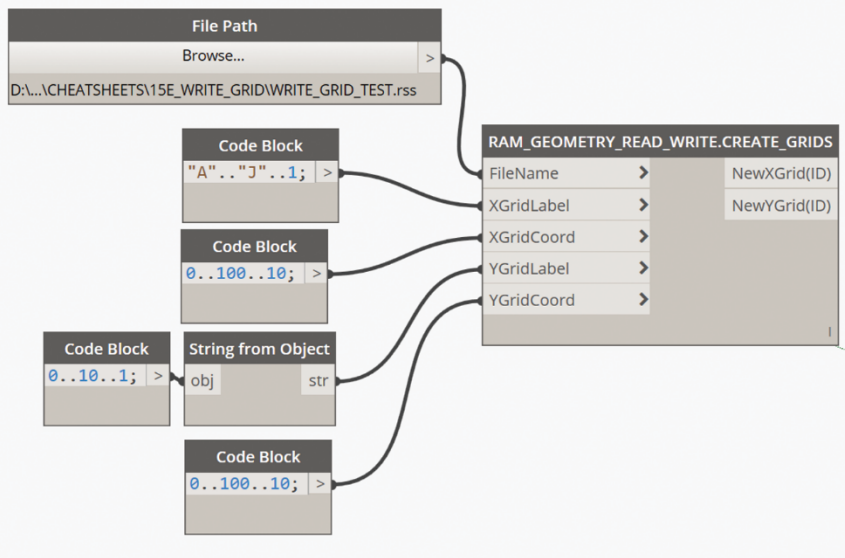 File Path
Browse...
>
D:\...\CHEATSHEETS\15E_WRITE_GRID\WRITE_GRID_TEST.rss
Code Block
"A".."J"..1; >
Code Block
0..100..10; >
Code Block
0..10..1; >
String from Object
obj str
Code Block
0..100..10; >
RAM_GEOMETRY_READ_WRITE.CREATE_GRIDS
FileName > NewXGrid(ID)
XGridLabel > NewYGrid(ID)
XGridCoord >
YGridLabel >
YGridCoord >
l